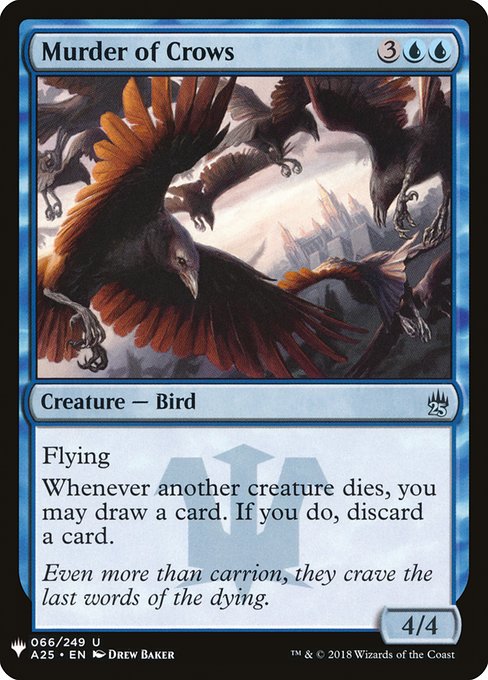 Murder of Crows 3
Creature — Bird
25
Flying
Whenever another creature dies, you
may draw a card. If you do, discard
a card.
Even more than carrion, they crave the
last words of the dying.
4/4
066/249 U
A25 • EN Drew Baker
™ & © 2018 Wizards of the Coast